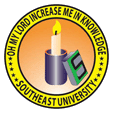 OH MY LORD INCREASE ME IN KNOWLEDGE
SOUTHEAST UNIVERSITY